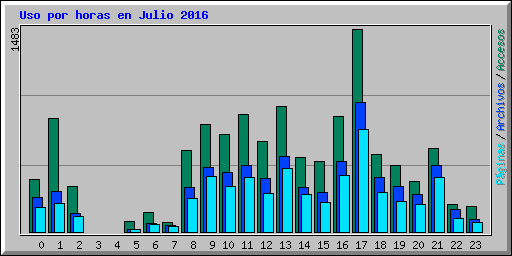 Uso por horas en Julio 2016
1483
Páginas / Archivos / Accesos
0 1 2 3 4 5 6 7 8 9 10 11 12 13 14 15 16 17 18 19 20 21 22 23